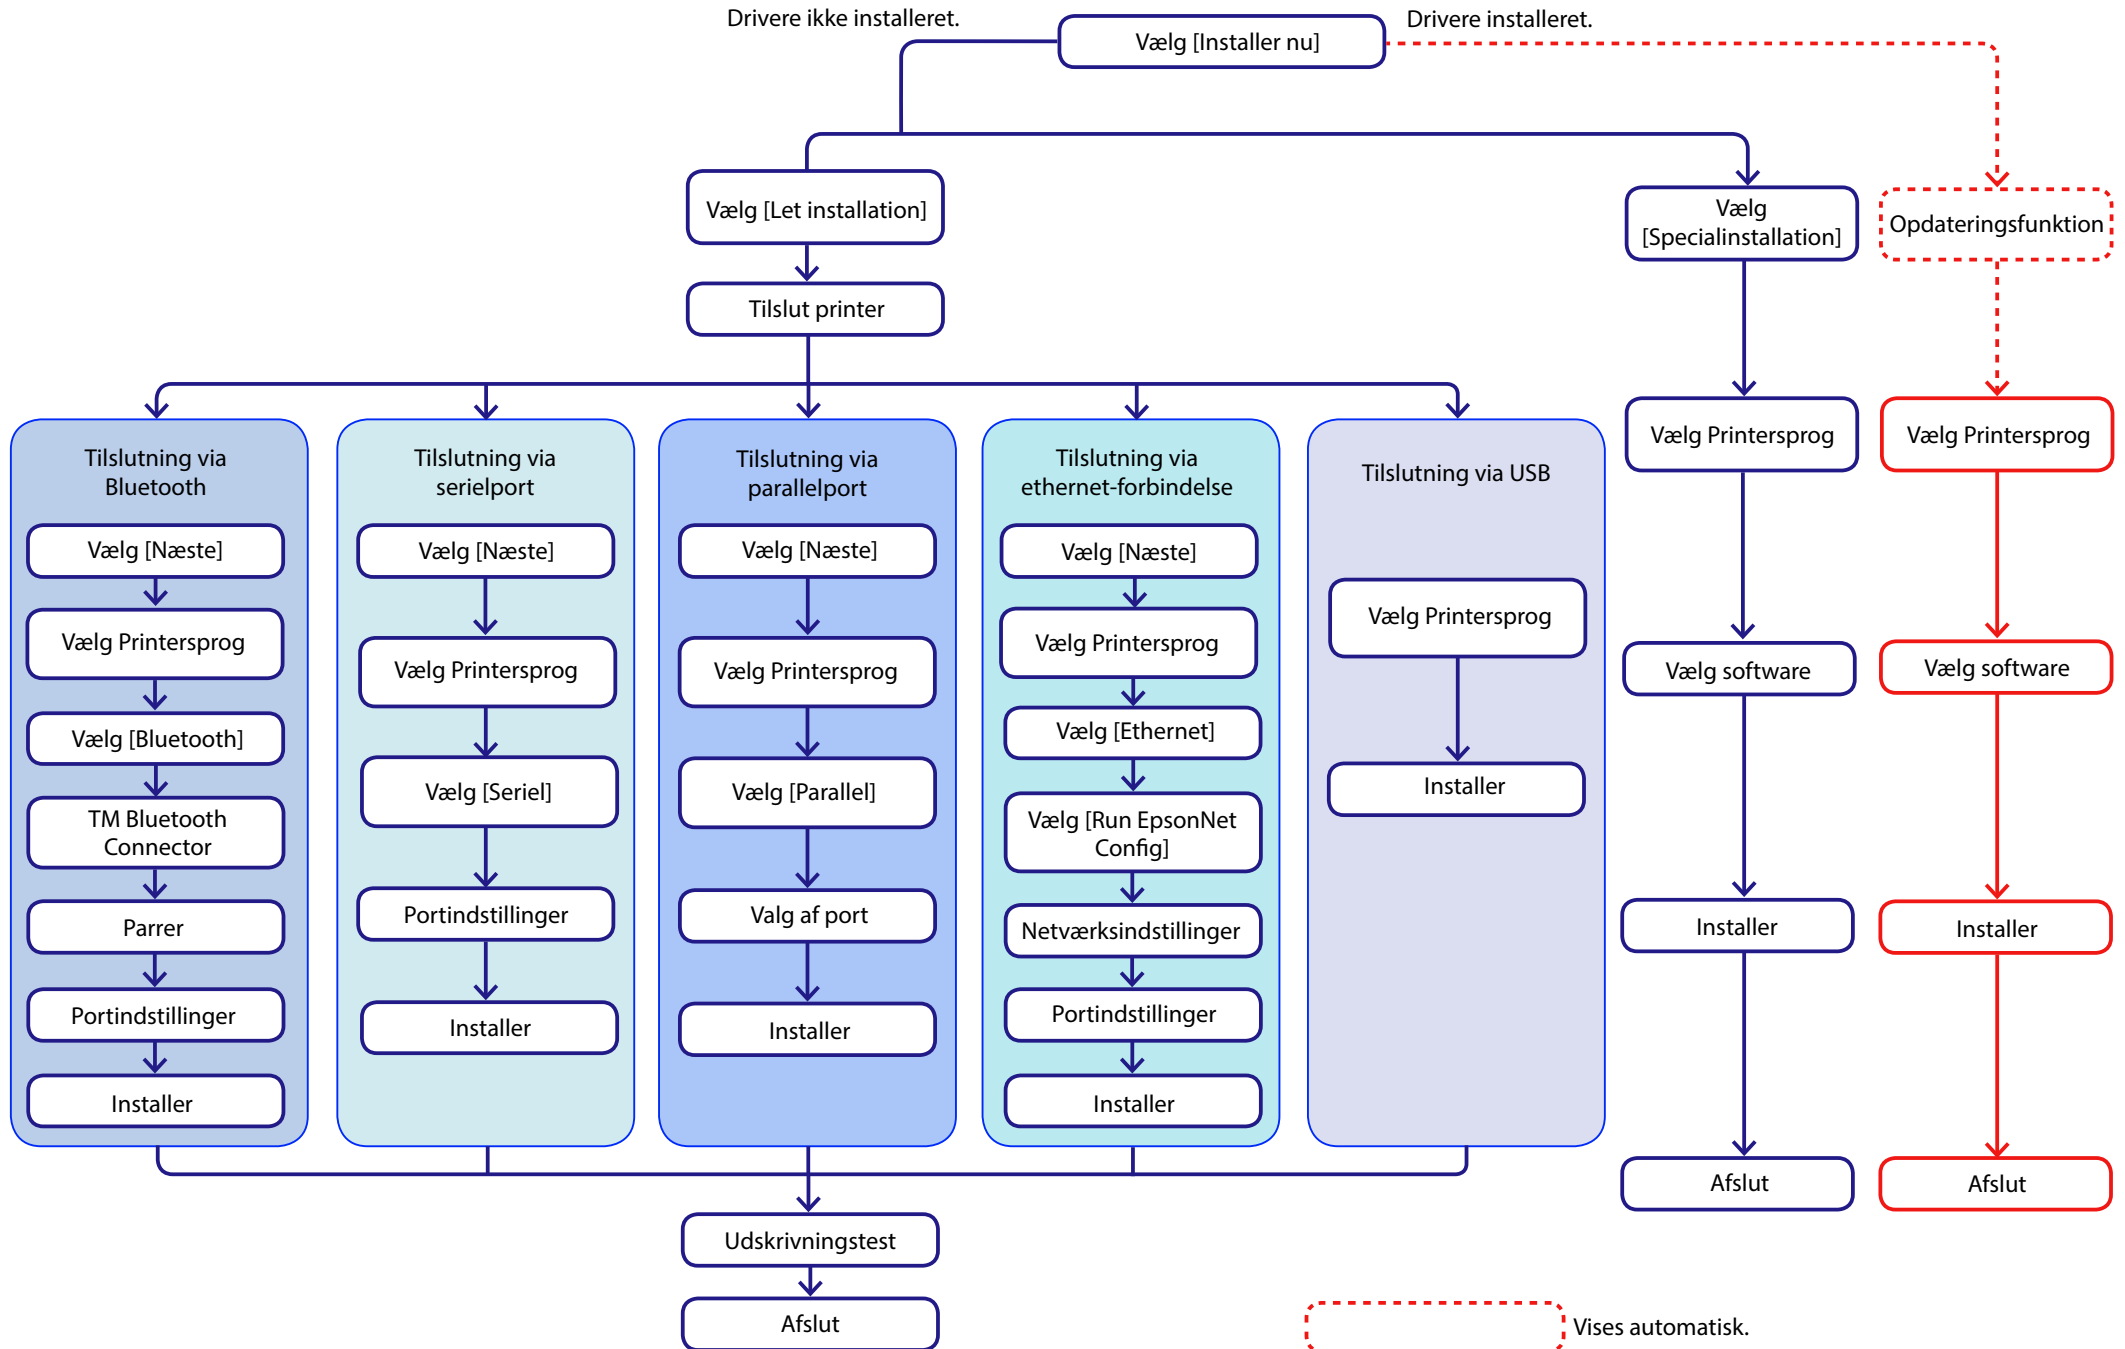 Drivere ikke installeret.
Vælg [Installer nu]
Drivere installeret.
Vælg [Let installation]
Tilslut printer
Vælg
[Specialinstallation]
Opdateringsfunktion
Tilslutning via
Bluetooth
Vælg [Næste]
Vælg Printersprog
Vælg [Bluetooth]
TM Bluetooth
Connector
Parrer
Portindstillinger
Installer
Tilslutning via
serielport
Vælg [Næste]
Vælg Printersprog
Vælg [Seriel]
Portindstillinger
Installer
Tilslutning via
parallelport
Vælg [Næste]
Vælg Printersprog
Vælg [Parallel]
Valg af port
Installer
Tilslutning via
ethernet-forbindelse
Vælg [Næste]
Vælg Printersprog
Vælg [Ethernet]
Vælg [Run EpsonNet
Config]
Netværksindstillinger
Portindstillinger
Installer
Tilslutning via USB
Vælg Printersprog
Installer
Vælg Printersprog
Vælg software
Installer
Afslut
Vælg Printersprog
Vælg software
Installer
Afslut
Udskrivningstest
Afslut
Vises automatisk.